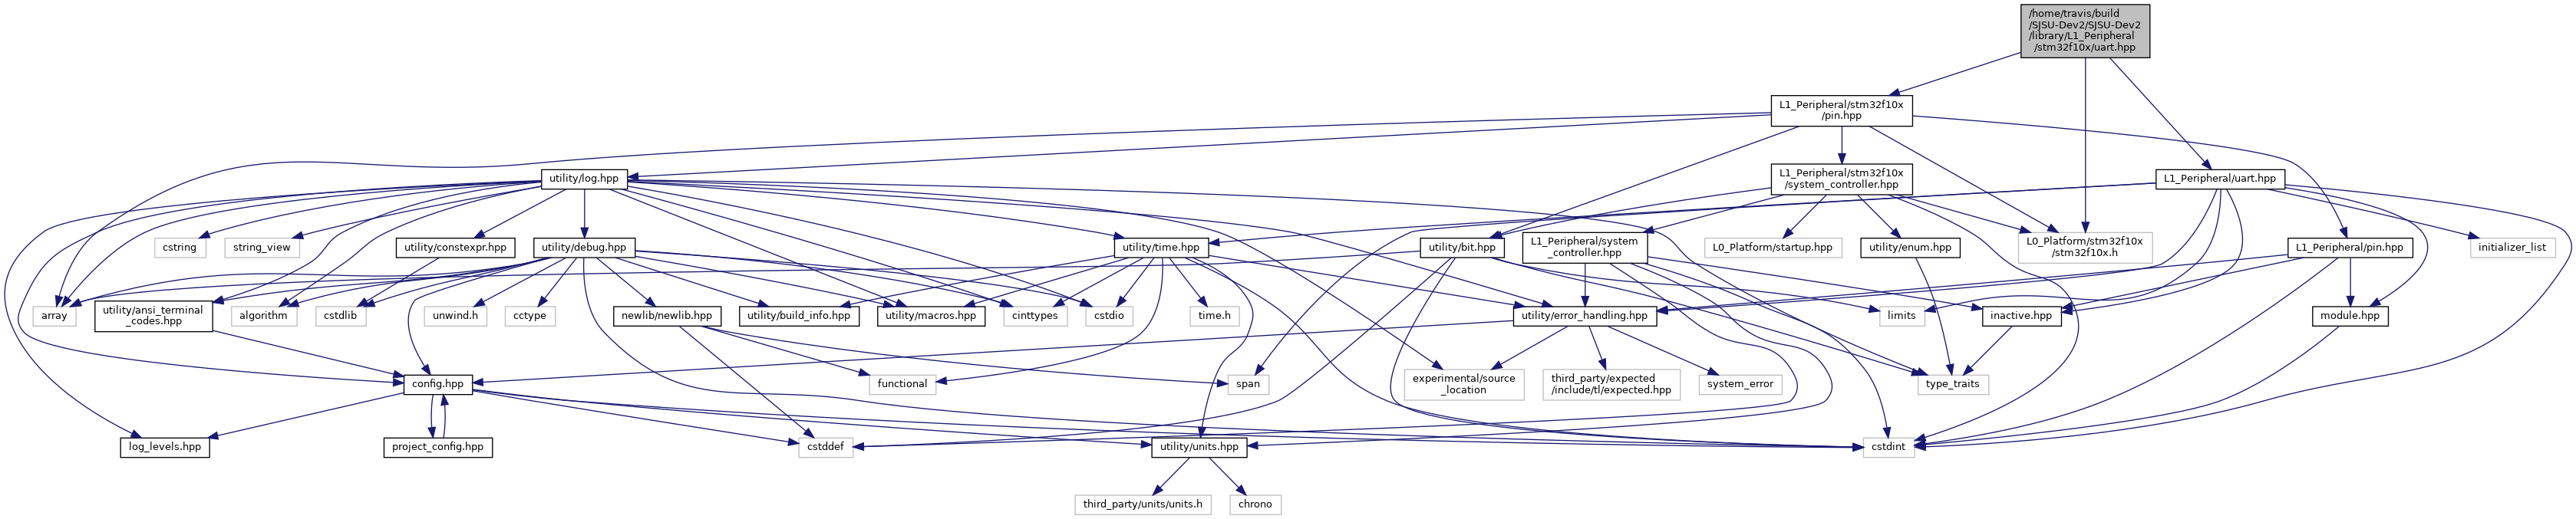 /home/travis/build
/SJSU-Dev2/SJSU-Dev2
/library/L1_Peripheral
/stm32f10x/uart.hpp
L1_Peripheral/stm32f10x
/pin.hpp
utility/log.hpp
L1_Peripheral/stm32f10x
/system_controller.hpp
L1_Peripheral/uart.hpp
cstring
string_view
utility/constexpr.hpp
utility/debug.hpp
utility/time.hpp
utility/bit.hpp
L1_Peripheral/system
_controller.hpp
L0_Platform/startup.hpp
utility/enum.hpp
L0_Platform/stm32f10x
/stm32f10x.h
L1_Peripheral/pin.hpp
initializer_list
array
utility/ansi_terminal
_codes.hpp
algorithm
cstdlib
unwind.h
cctype
newlib/newlib.hpp
utility/build_info.hpp
utility/macros.hpp
cinttypes
cstdio
time.h
utility/error_handling.hpp
limits
inactive.hpp
module.hpp
config.hpp
functional
span
experimental/source
_location
third_party/expected
/include/tl/expected.hpp
system_error
type_traits
log_levels.hpp
project_config.hpp
cstddef
utility/units.hpp
cstdint
third_party/units/units.h
chrono